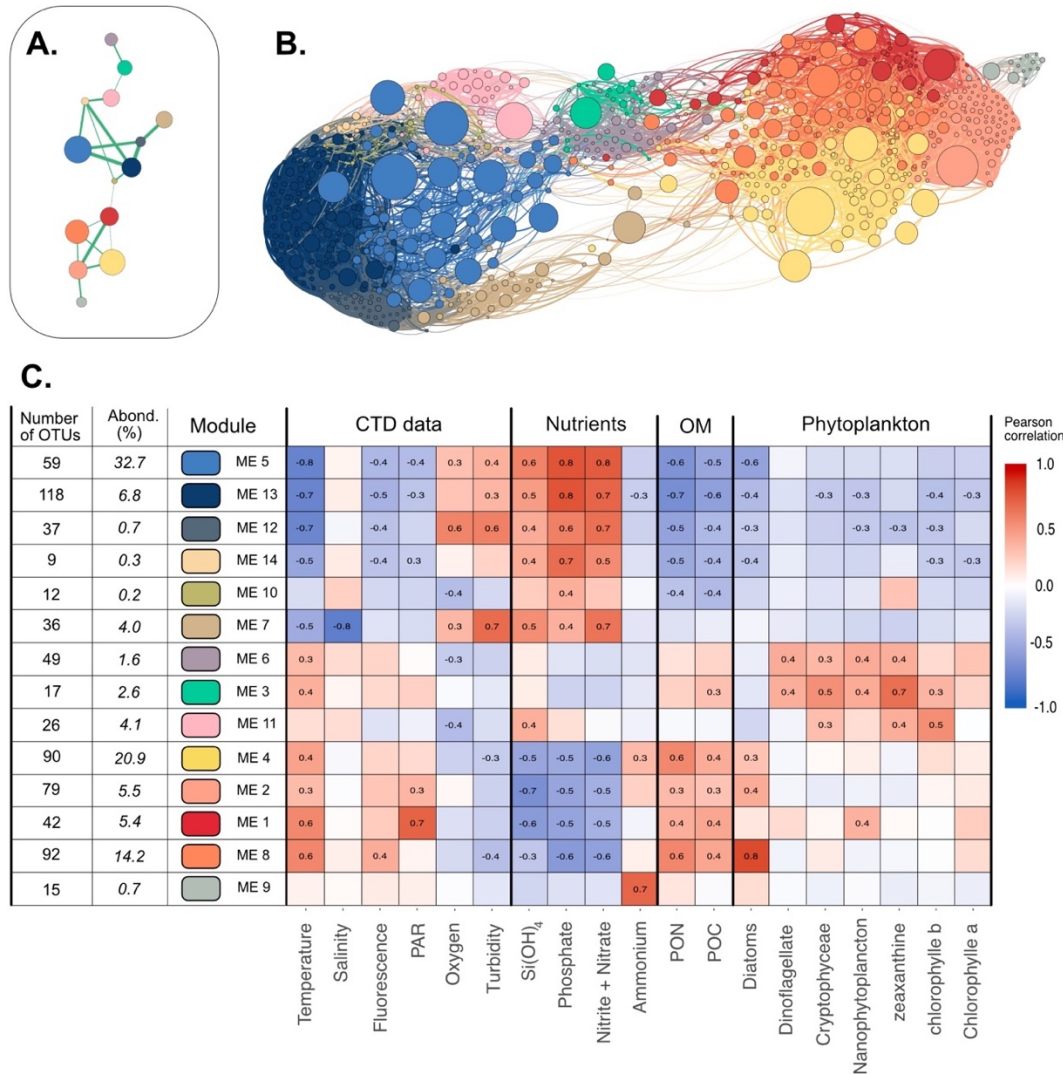 A.
B.
C.
Number of OTUs Abond. (%) Module CTD data Nutrients OM Phytoplankton
Pearson correlation
59 32.7 ME 5 -0.8 -0.4 -0.4 0.3 0.4 0.6 0.8 0.8 -0.6 -0.5 -0.6
118 6.8 ME 13 -0.7 -0.5 -0.3 0.3 0.5 0.8 0.7 -0.3 -0.7 -0.6 -0.4 -0.3 -0.3 -0.4 -0.3
37 0.7 ME 12 -0.7 -0.4 0.6 0.6 0.4 0.6 0.7 -0.5 -0.4 -0.3 -0.3 -0.3 -0.3
9 0.3 ME 14 -0.5 -0.4 0.3 0.4 0.7 0.5 -0.5 -0.4 -0.4 -0.3 -0.3
12 0.2 ME 10 -0.4 0.4 -0.4 -0.4
36 4.0 ME 7 -0.5 -0.8 0.3 0.7 0.5 0.4 0.7
49 1.6 ME 6 0.3 -0.3 0.4 0.3 0.4 0.4
17 2.6 ME 3 0.4 0.3 0.4 0.5 0.4 0.7 0.3
26 4.1 ME 11 -0.4 0.4 0.3 0.4 0.5
90 20.9 ME 4 0.4 -0.3 -0.5 -0.5 -0.6 0.3 0.6 0.4 0.3
79 5.5 ME 2 0.3 0.3 -0.7 -0.5 -0.5 0.3 0.3 0.4
42 5.4 ME 1 0.6 0.7 -0.6 -0.5 -0.5 0.4 0.4 0.4
92 14.2 ME 8 0.6 0.4 -0.4 -0.3 -0.6 -0.6 0.6 0.4 0.8
15 0.7 ME 9 0.7
1.0
0.5
0.0
-0.5
-1.0
Temperature
Salinity
Fluorescence
PAR
Oxygen
Turbidity
Si(OH)4
Phosphate
Nitrite + Nitrate
Ammonium
PON
POC
Diatoms
Dinoflagellate
Cryptophyceae
Nanophytoplancton
zeaxanthine
chlorophylle b
Chlorophylle a